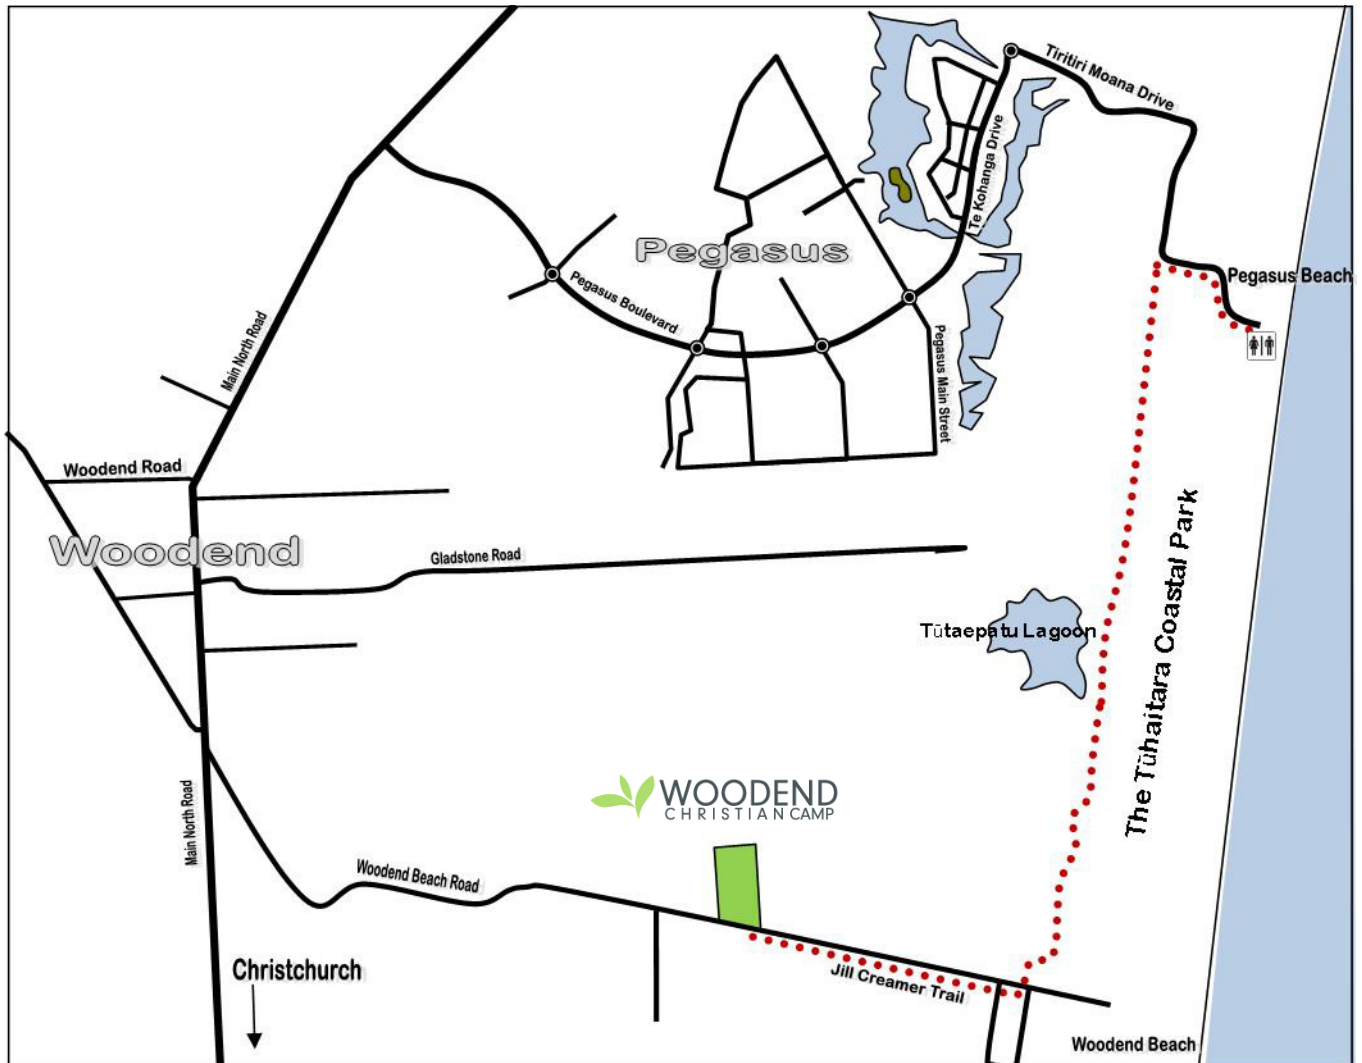 Tiritiri Moana Drive
Te Kohanga Drive
Pegasus
Pegasus Beach
Pegasus Boulevard
Main North Road
Pegasus Main Street
Woodend Road
Woodend
Gladstone Road
The Tūhaitara Coastal Park
Tūtaepatu Lagoon
WOODEND
CHRISTIAN CAMP
Main North Road
Woodend Beach Road
Christchurch
Jill Creamer Trail
Woodend Beach